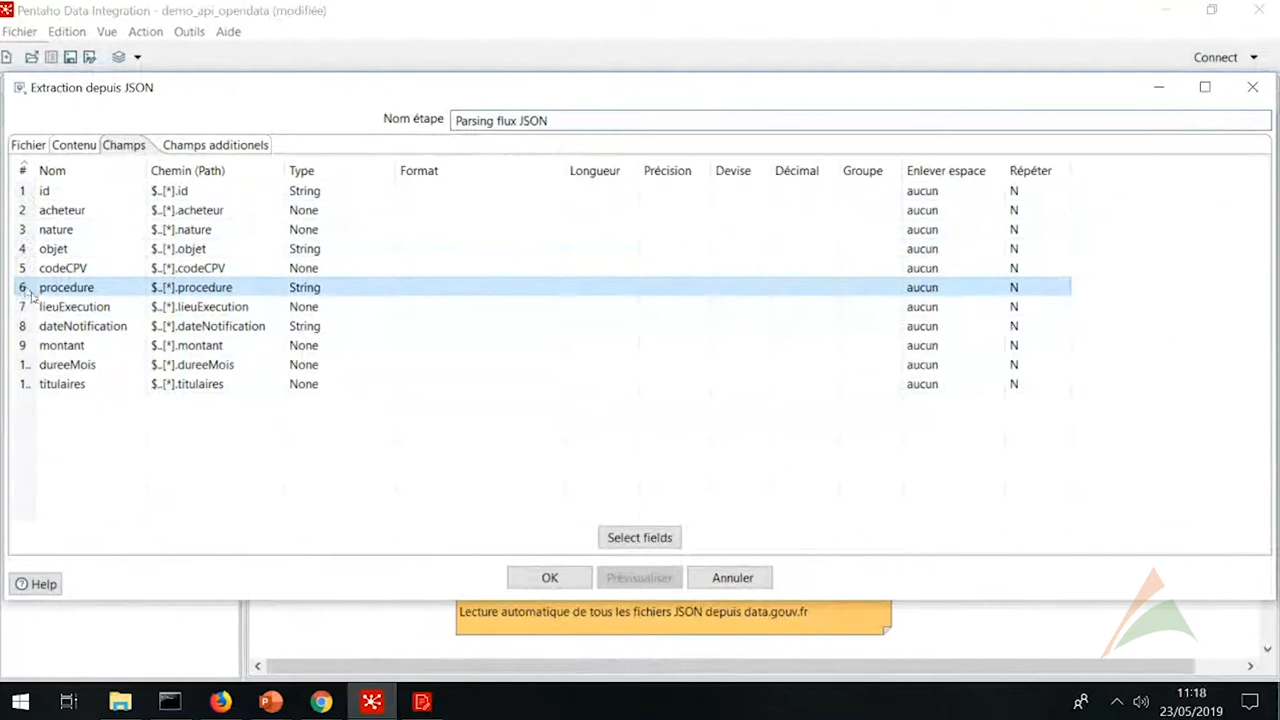 Pentaho Data Integration - demo_api_opendata (modifiée)
Fichier Edition Vue Action Outils Aide
Connect
Extraction depuis JSON
Nom étape Parsing flux JSON
Fichier Contenu Champs Champs additionels
# Nom Chemin (Path) Type Format Longueur Précision Devise Décimal Groupe Enlever espace Répéter
1 id $..[*].id String aucun N
2 acheteur $..[*].acheteur None aucun N
3 nature $..[*].nature None aucun N
4 objet $..[*].objet String aucun N
5 codeCPV $..[*].codeCPV None aucun N
6 procedure $..[*].procedure String aucun N
7 lieuExecution $..[*].lieuExecution None aucun N
8 dateNotification $..[*].dateNotification String aucun N
9 montant $..[*].montant None aucun N
1.. dureeMois $..[*].dureeMois None aucun N
1.. titulaires $..[*].titulaires None aucun N
Select fields
Help OK Prévisualiser Annuler
Lecture automatique de tous les fichiers JSON depuis data.gouv.fr
11:18
23/05/2019